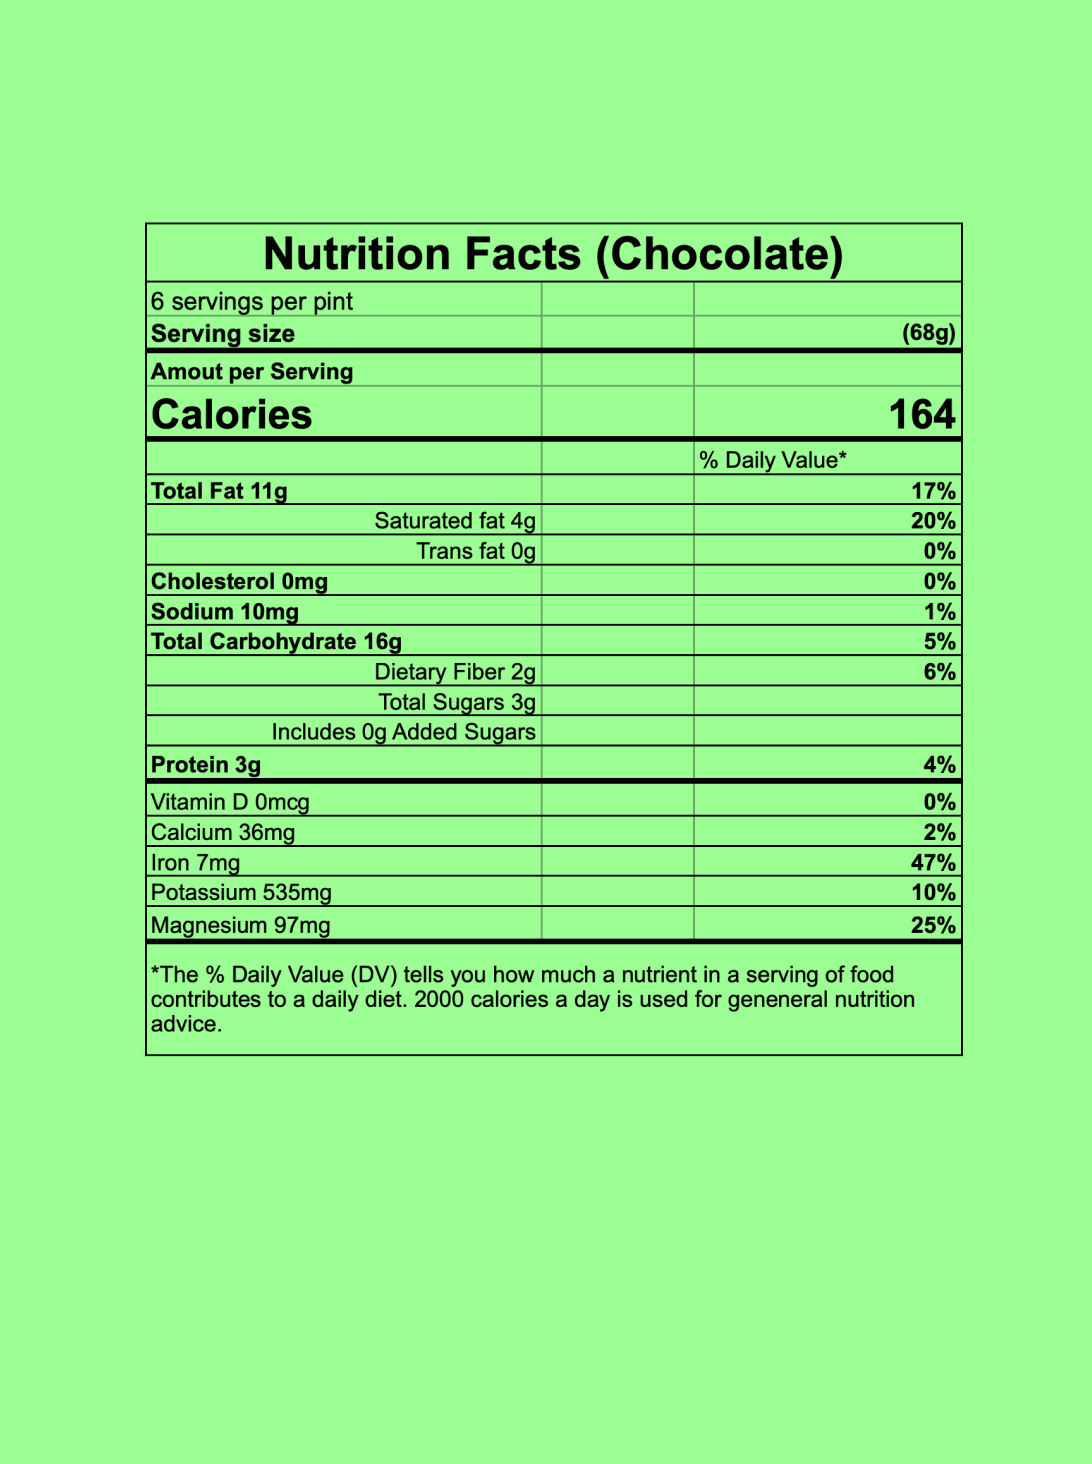 Nutrition Facts (Chocolate)
6 servings per pint
Serving size (68g)
Amout per Serving
Calories 164
% Daily Value*
Total Fat 11g 17%
Saturated fat 4g 20%
Trans fat 0g 0%
Cholesterol 0mg 0%
Sodium 10mg 1%
Total Carbohydrate 16g 5%
Dietary Fiber 2g 6%
Total Sugars 3g
Includes 0g Added Sugars
Protein 3g 4%
Vitamin D 0mcg 0%
Calcium 36mg 2%
Iron 7mg 47%
Potassium 535mg 10%
Magnesium 97mg 25%
*The % Daily Value (DV) tells you how much a nutrient in a serving of food
contributes to a daily diet. 2000 calories a day is used for geneneral nutrition
advice.